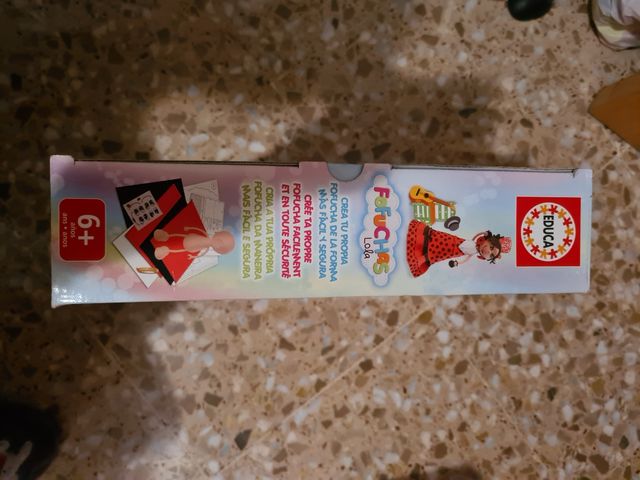 EDUCA
FOFUCHAS
Lola
CREA TU PROPIA
FOFUCHA DE LA FORMA
MÁS FÁCIL Y SEGURA
CRÉE TA PROPRE
FOFUCHA FACILEMENT
ET EN TOUTE SÉCURITÉ
CRIA A TUA PRÓPRIA
FOFUCHA DA MANEIRA
MAIS FÁCIL E SEGURA
6+
años
ans • anos